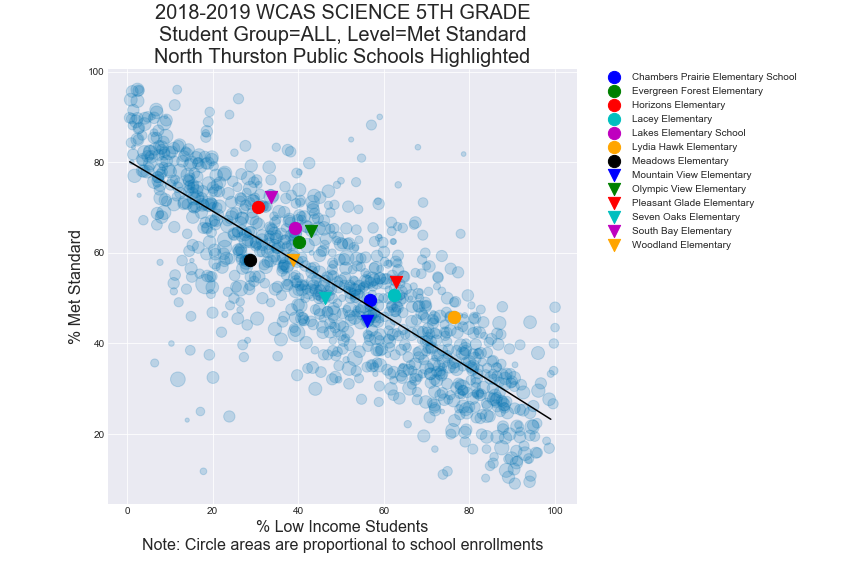 2018-2019 WCAS SCIENCE 5TH GRADE
Student Group=ALL, Level=Met Standard
North Thurston Public Schools Highlighted
100
80
60
40
20
% Met Standard
0
20
40
60
80
100
% Low Income Students
Note: Circle areas are proportional to school enrollments
Chambers Prairie Elementary School
Evergreen Forest Elementary
Horizons Elementary
Lacey Elementary
Lakes Elementary School
Lydia Hawk Elementary
Meadows Elementary
Mountain View Elementary
Olympic View Elementary
Pleasant Glade Elementary
Seven Oaks Elementary
South Bay Elementary
Woodland Elementary